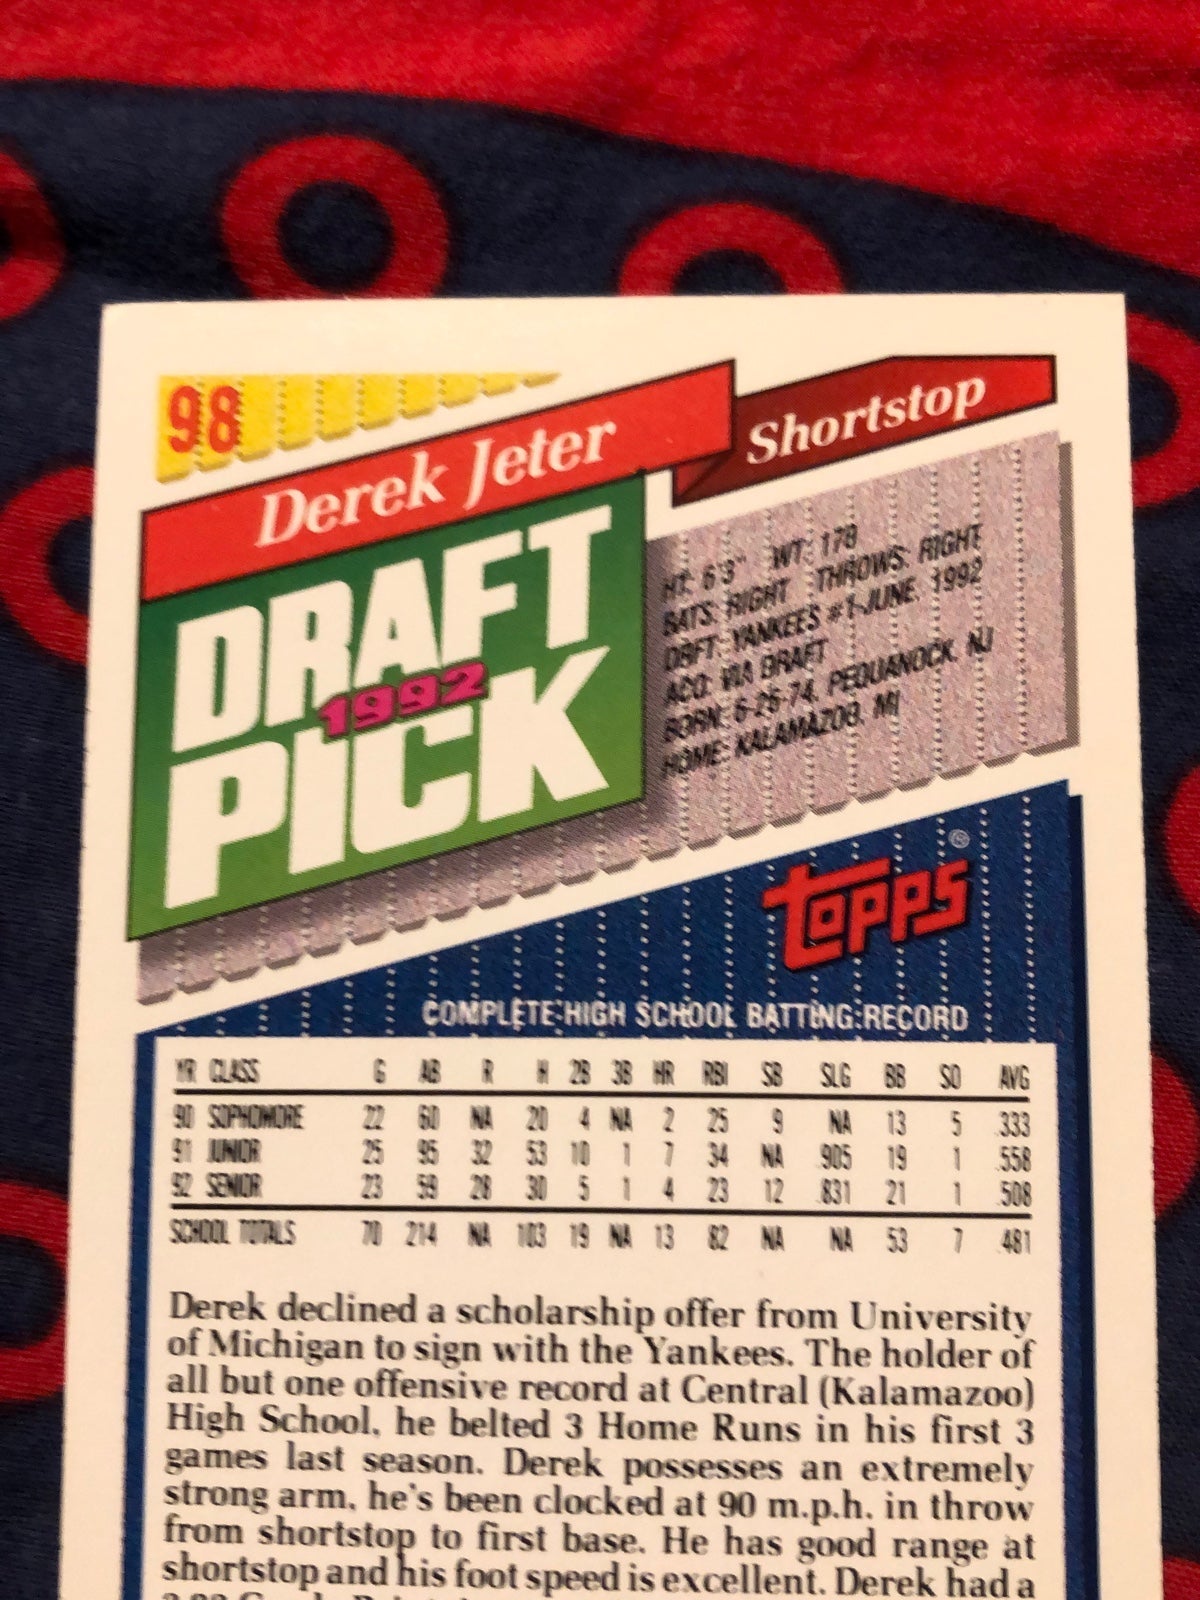 98
Derek Jeter
Shortstop
DRAFT
1992
PICK
HT: 6'3" WT: 178
BATS: RIGHT THROWS: RIGHT
DRFT: YANKEES #1-JUNE, 1992
ACQ: VIA DRAFT
BORN: 6-26-74, PEQUANOCK, NJ
HOME: KALAMAZOO, MI
TOPPS®
COMPLETE HIGH SCHOOL BATTING RECORD
YR CLASS G AB R H 2B 3B HR RBI SB SLG BB SO AVG
90 SOPHOMORE 22 60 NA 20 4 NA 2 25 9 NA 13 5 .333
91 JUNIOR 25 95 32 53 10 1 7 34 NA .905 19 1 .558
92 SENIOR 23 59 28 30 5 1 4 23 12 .831 21 1 .508
SCHOOL TOTALS 70 214 NA 103 19 NA 13 82 NA NA 53 7 .481
Derek declined a scholarship offer from University
of Michigan to sign with the Yankees. The holder of
all but one offensive record at Central (Kalamazoo)
High School, he belted 3 Home Runs in his first 3
games last season. Derek possesses an extremely
strong arm, he's been clocked at 90 m.p.h. in throw
from shortstop to first base. He has good range at
shortstop and his foot speed is excellent. Derek had a